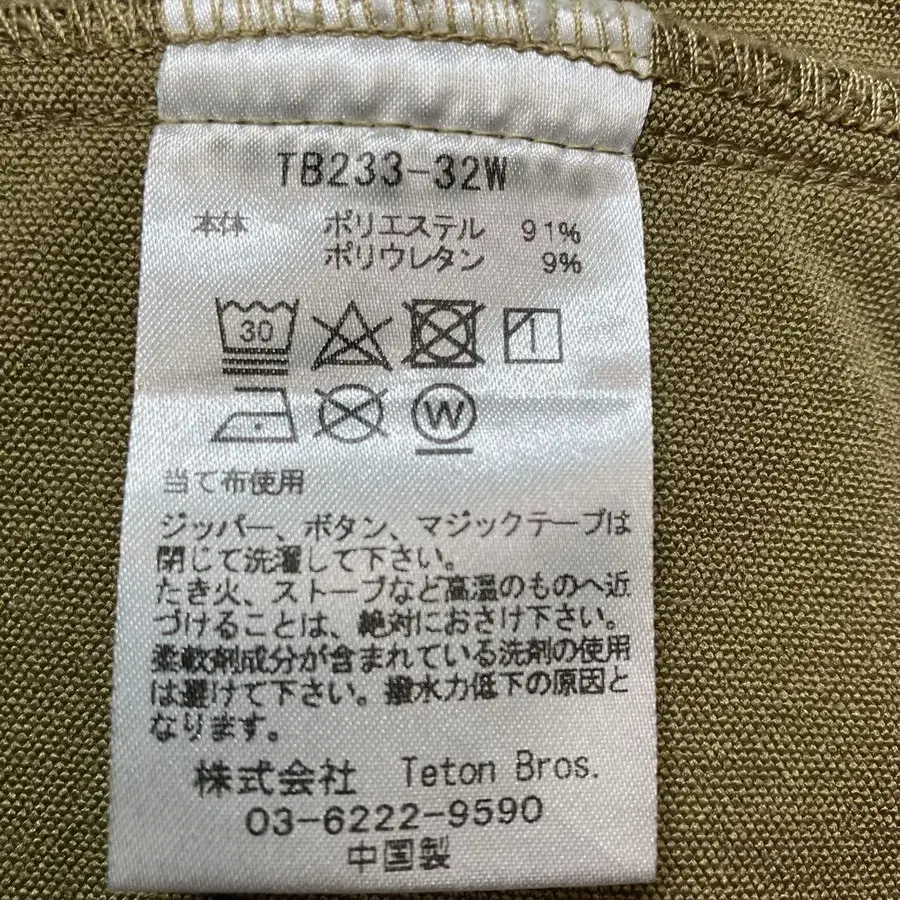 TB233-32W
本体 ポリエステル 91%
ポリウレタン 9%
30
W
当て布使用
ジッパー、ボタン、マジックテープは
閉じて洗濯して下さい。
たき火、ストーブなど高温のものへ近
づけることは、絶対におさけ下さい。
柔軟剤成分が含まれている洗剤の使用
は避けて下さい。撥水力低下の原因と
なります。
株式会社 Teton Bros.
03-6222-9590
中国製